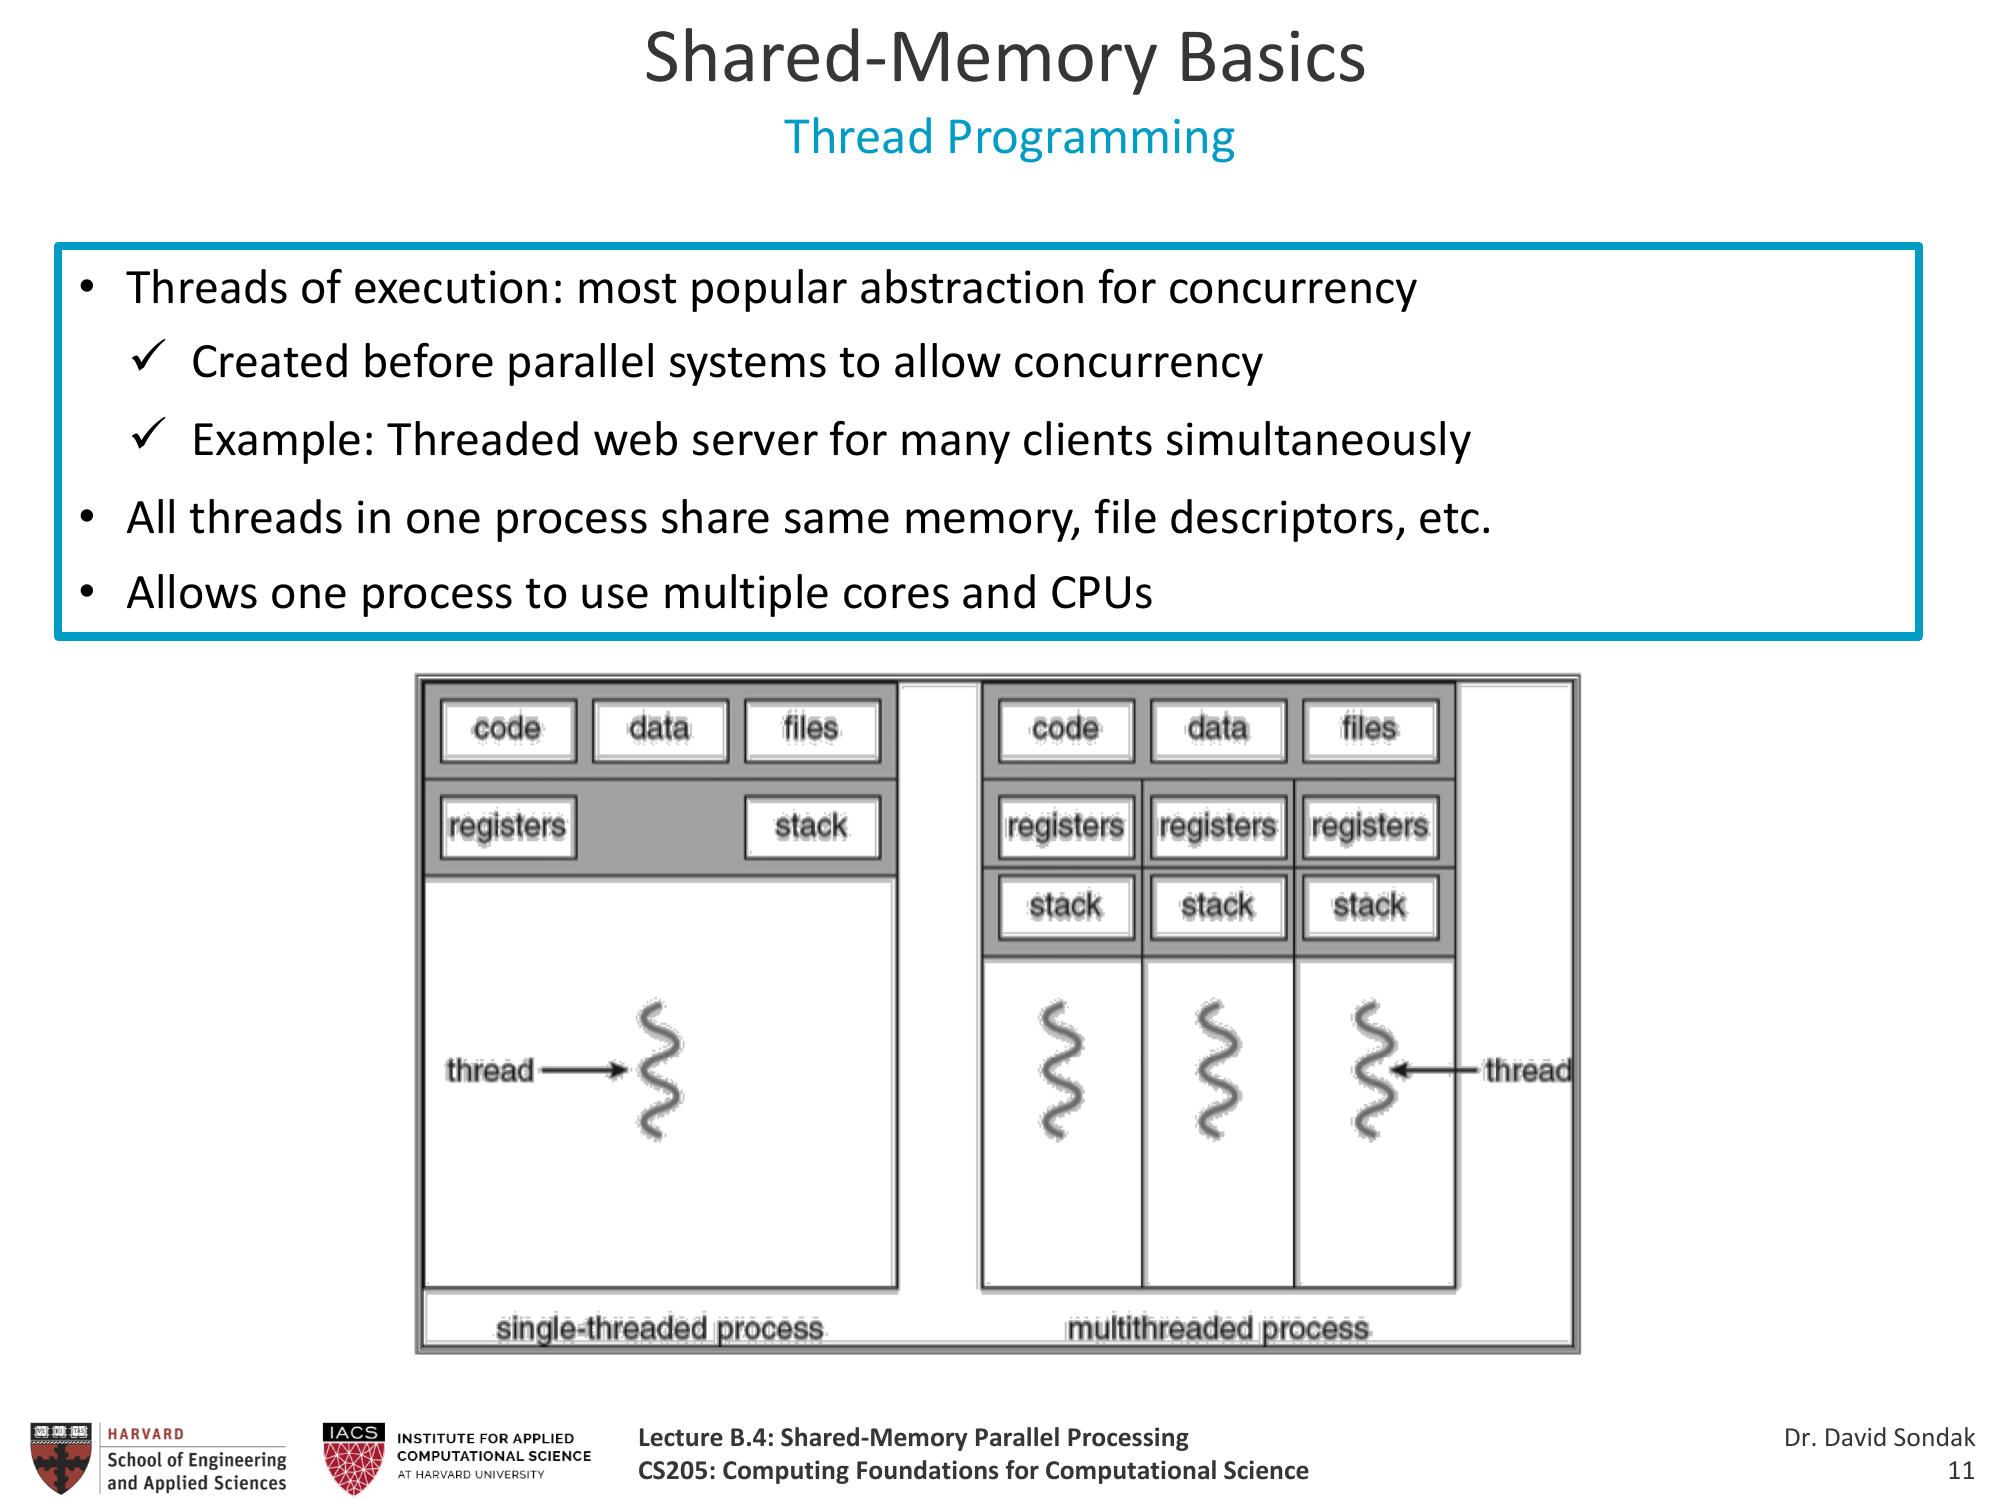 Shared-Memory Basics
Thread Programming
• Threads of execution: most popular abstraction for concurrency
✓ Created before parallel systems to allow concurrency
✓ Example: Threaded web server for many clients simultaneously
• All threads in one process share same memory, file descriptors, etc.
• Allows one process to use multiple cores and CPUs
code data files
registers stack
thread
single-threaded process
code data files
registers registers registers
stack stack stack
thread
multithreaded process
HARVARD
School of Engineering
and Applied Sciences
IACS
INSTITUTE FOR APPLIED
COMPUTATIONAL SCIENCE
AT HARVARD UNIVERSITY
Lecture B.4: Shared-Memory Parallel Processing
CS205: Computing Foundations for Computational Science
Dr. David Sondak
11